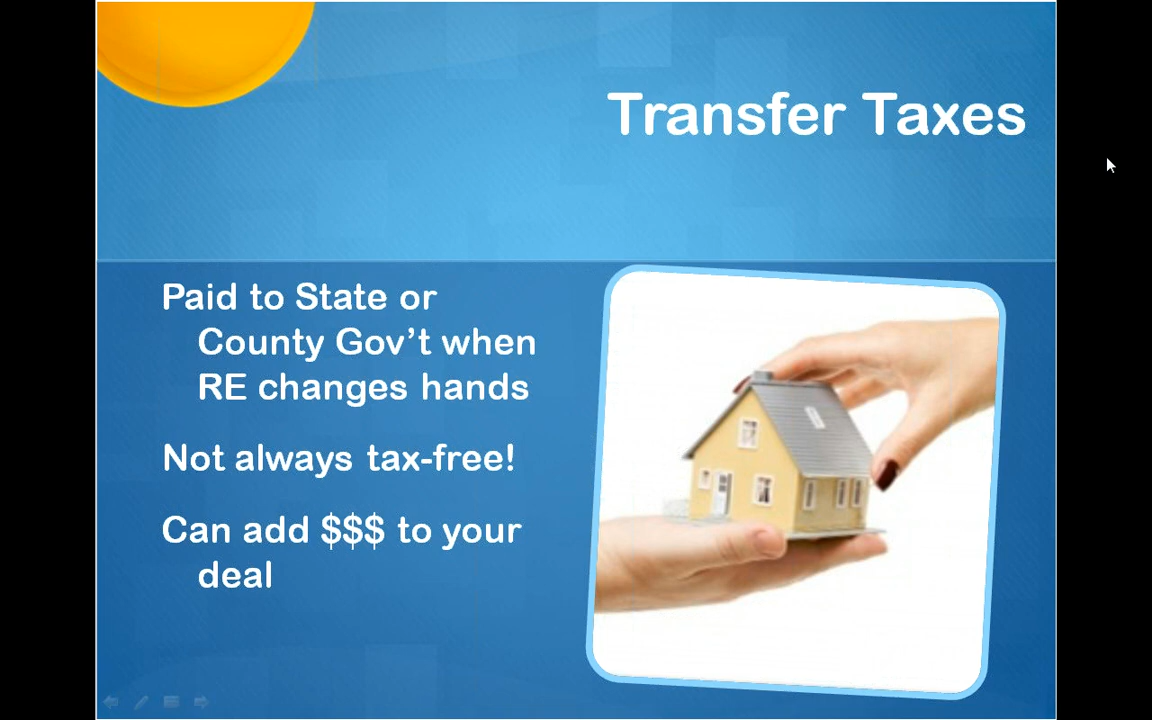 Transfer Taxes
Paid to State or
County Gov’t when
RE changes hands
Not always tax-free!
Can add $$$ to your
deal